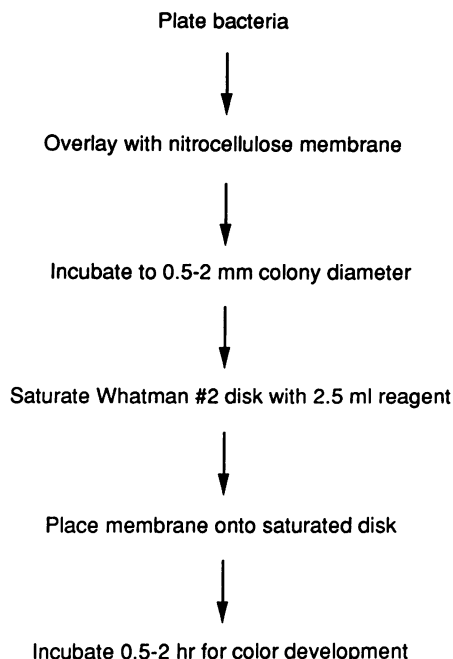 Plate bacteria
Overlay with nitrocellulose membrane
Incubate to 0.5-2 mm colony diameter
Saturate Whatman #2 disk with 2.5 ml reagent
Place membrane onto saturated disk
Incubate 0.5-2 hr for color development